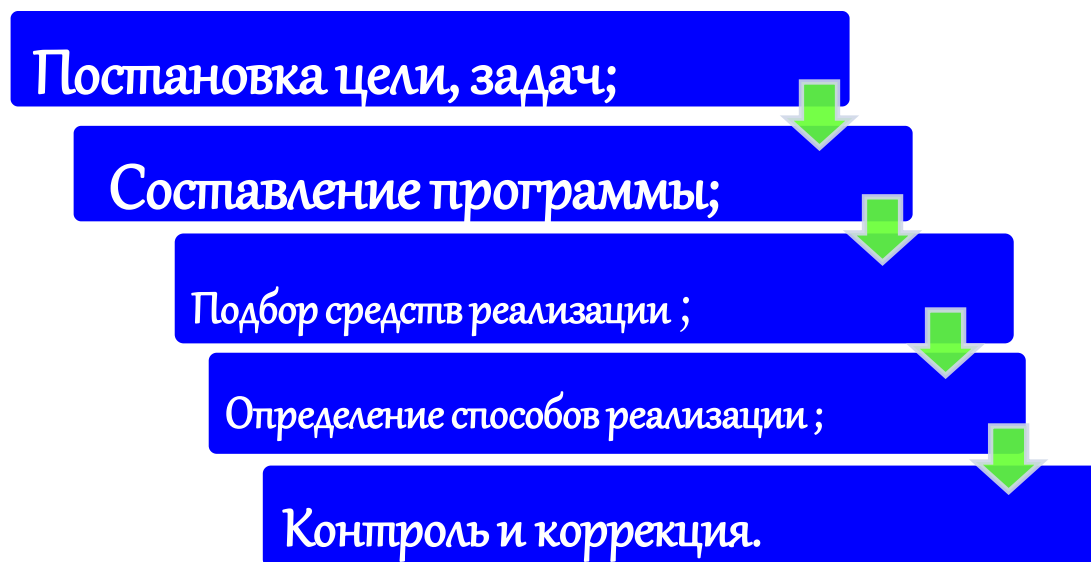 Постановка цели, задач;
Составление программы;
Подбор средств реализации ;
Определение способов реализации ;
Контроль и коррекция.